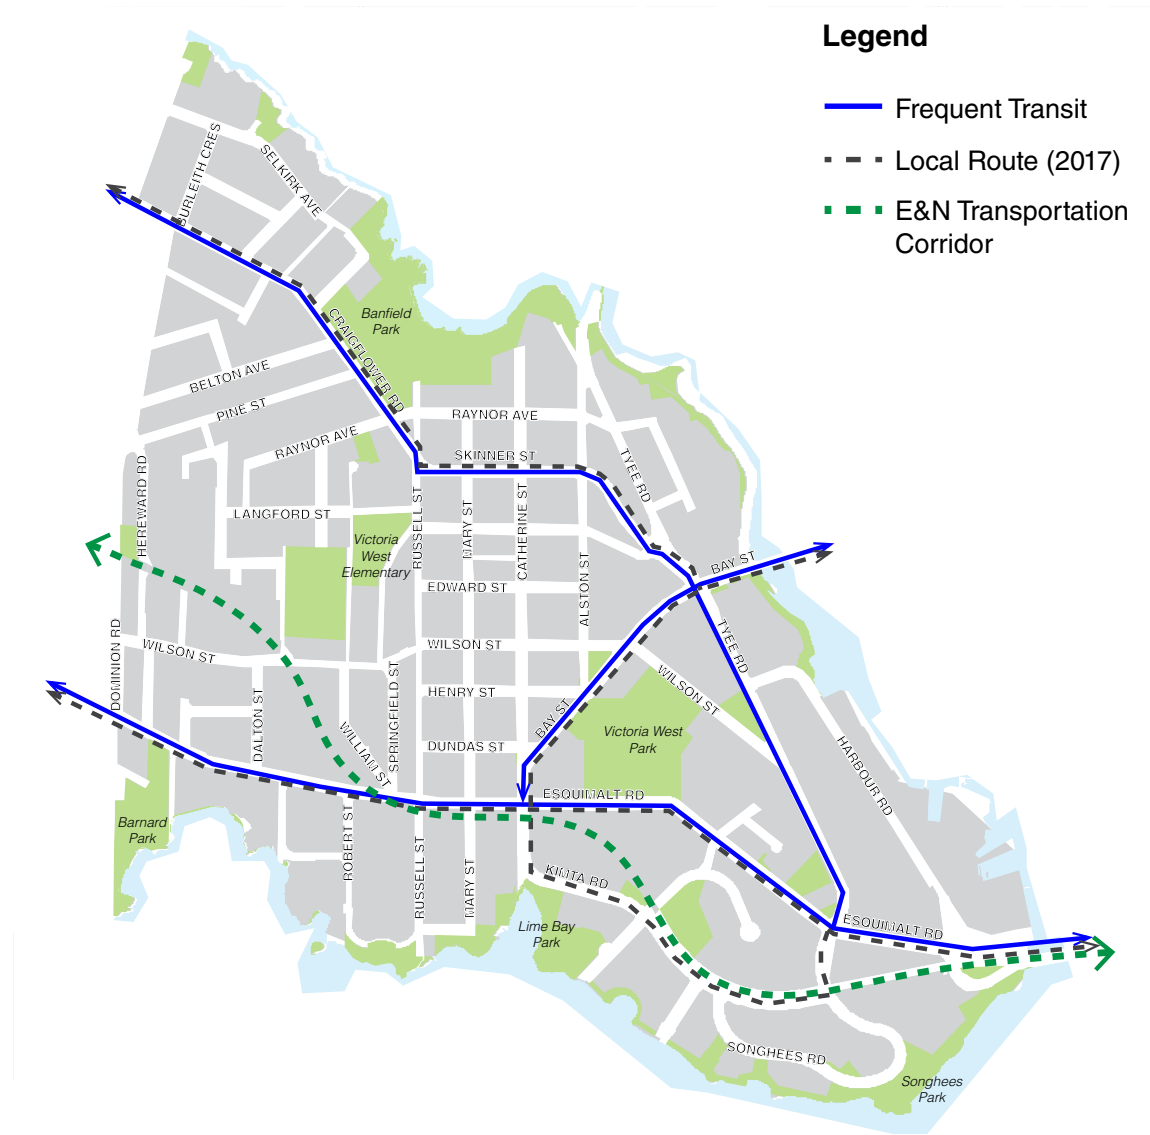 Legend
Frequent Transit
Local Route (2017)
E&N Transportation
Corridor
BURLEITH CRES
SELKIRK AVE
Banfield
Park
CRAIGFLOWER RD
BELTON AVE
PINE ST
RAYNOR AVE
RAYNOR AVE
SKINNER ST
TYEE RD
HEREWARD RD
LANGFORD ST
RUSSELL ST
MARY ST
CATHERINE ST
Victoria
West
Elementary
ALSTON ST
BAY ST
EDWARD ST
DOMINION RD
WILSON ST
WILSON ST
TYEE RD
SPRINGFIELD ST
HENRY ST
WILSON ST
DALTON ST
WILLIAM ST
BAY ST
Victoria West
Park
DUNDAS ST
HARBOUR RD
ESQUIMALT RD
Barnard
Park
ROBERT ST
RUSSELL ST
MARY ST
KIMTA RD
Lime Bay
Park
ESQUIMALT RD
SONGHEES RD
Songhees
Park